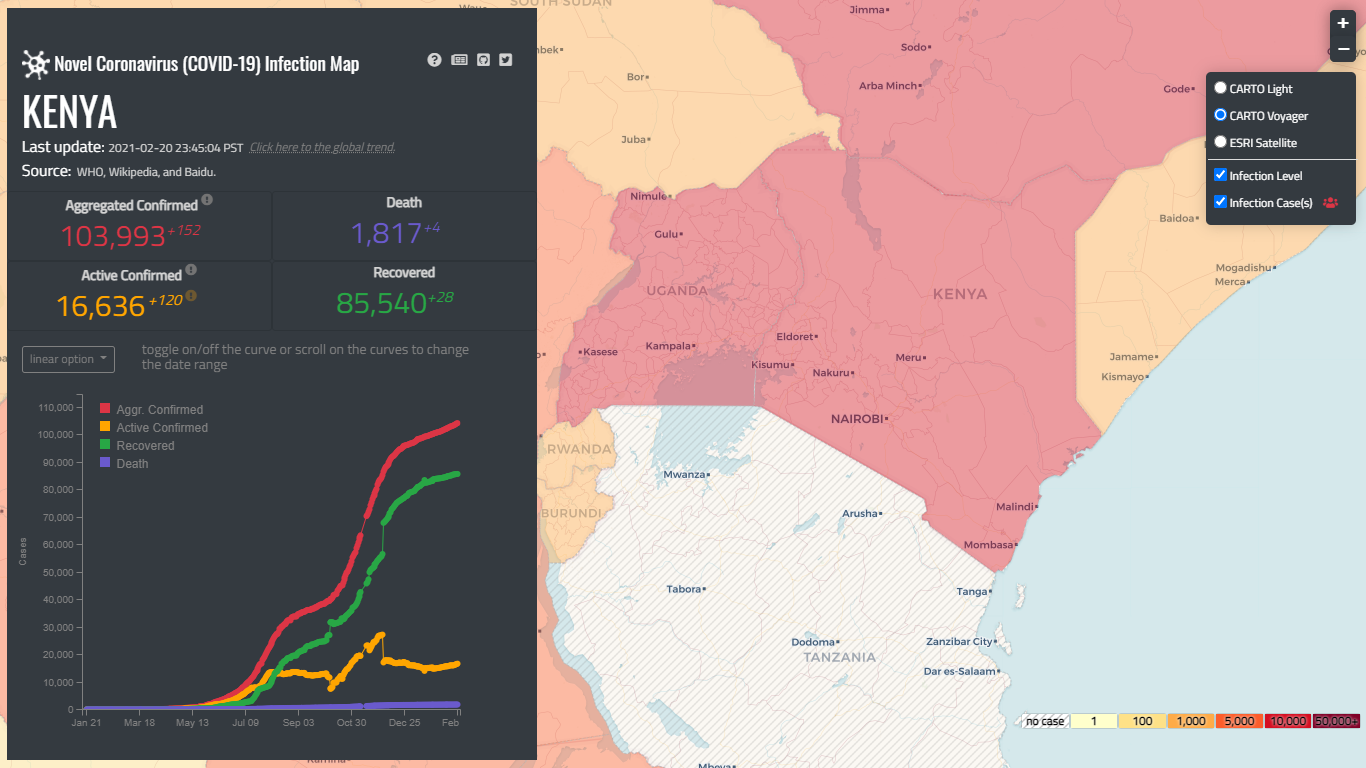 Novel Coronavirus (COVID-19) Infection Map
KENYA
Last update: 2021-02-20 23:45:04 PST Click here to the global trend.
Source: WHO, Wikipedia, and Baidu.
Aggregated Confirmed
103,993+152
Death
1,817+4
Active Confirmed
16,636+120
Recovered
85,540+28
linear option
toggle on/off the curve or scroll on the curves to change
the date range
Aggr. Confirmed
Active Confirmed
Recovered
Death
Cases
110,000
100,000
90,000
80,000
70,000
60,000
50,000
40,000
30,000
20,000
10,000
0
Jan 21 Mar 18 May 13 Jul 09 Sep 03 Oct 30 Dec 25 Feb
SOUTH SUDAN
Jimma
Sodo
Bor
Arba Minch
Gode
Juba
Nimule
Gulu
Baidoa
Mogadishu
Merca
UGANDA
KENYA
Eldoret
Kampala
Kasese
Kisumu
Nakuru
Meru
Jamame
Kismayo
NAIROBI
RWANDA
Mwanza
BURUNDI
Arusha
Malindi
Mombasa
Tabora
Tanga
Dodoma
Zanzibar City
TANZANIA
Dar es-Salaam
+
−
CARTO Light
CARTO Voyager
ESRI Satellite
Infection Level
Infection Case(s)
no case 1 100 1,000 5,000 10,000 50,000+